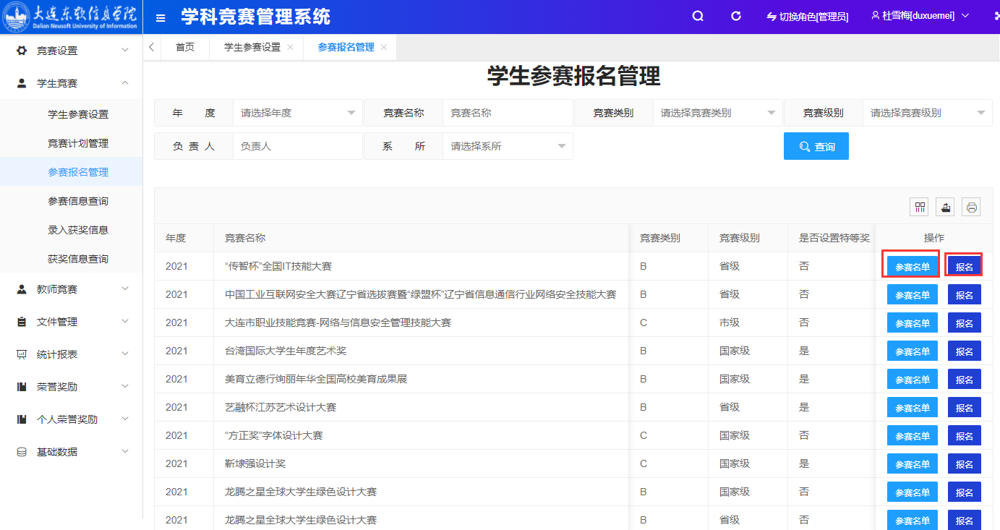 大连东软信息学院
Dalian Neusoft University of Information
学科竞赛管理系统
切换角色[管理员]
杜雪梅[duxuemei]
竞赛设置
学生竞赛
学生参赛设置
竞赛计划管理
参赛报名管理
参赛信息查询
录入获奖信息
获奖信息查询
教师竞赛
文件管理
统计报表
荣誉奖励
个人荣誉奖励
基础数据
首页 学生参赛设置 参赛报名管理
学生参赛报名管理
年 度 请选择年度 竞赛名称 竞赛名称 竞赛类别 请选择竞赛类别 竞赛级别 请选择竞赛级别
负 责 人 负责人 系 所 请选择系所 查询
年度 竞赛名称 竞赛类别 竞赛级别 是否设置特等奖 操作
2021 “传智杯”全国IT技能大赛 B 省级 否 参赛名单 报名
2021 中国工业互联网安全大赛辽宁省选拔赛暨“绿盟杯”辽宁省信息通信行业网络安全技能大赛 B 省级 否 参赛名单 报名
2021 大连市职业技能竞赛-网络与信息安全管理技能大赛 C 市级 否 参赛名单 报名
2021 台湾国际大学生年度艺术奖 B 国家级 是 参赛名单 报名
2021 美育立德行绚丽年华全国高校美育成果展 B 国家级 是 参赛名单 报名
2021 艺融杯江苏艺术设计大赛 B 省级 是 参赛名单 报名
2021 “方正奖”字体设计大赛 C 国家级 否 参赛名单 报名
2021 靳埭强设计奖 C 国家级 是 参赛名单 报名
2021 龙腾之星全球大学生绿色设计大赛 B 国家级 否 参赛名单 报名
2021 龙腾之星全球大学生绿色设计大赛 B 省级 否 参赛名单 报名